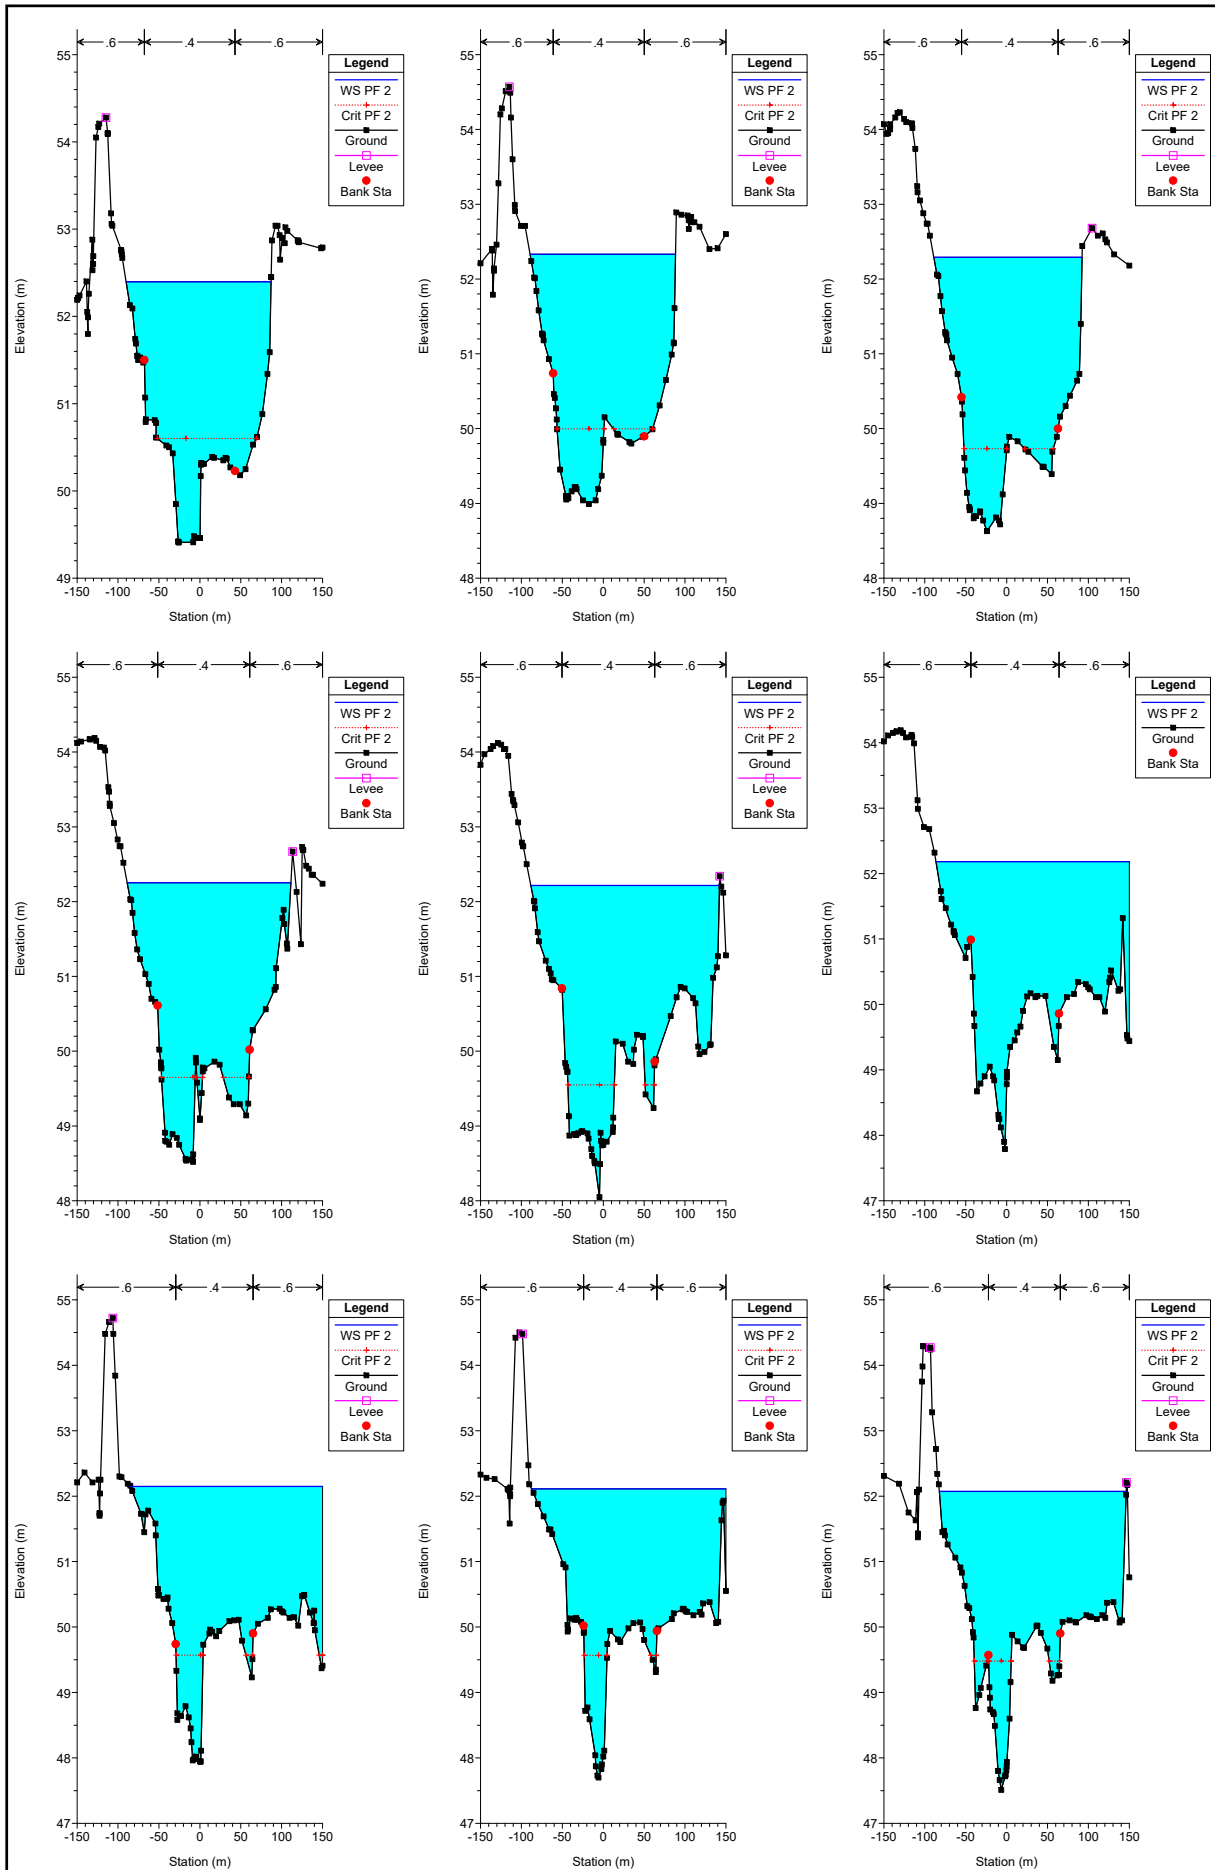 .6 .4 .6
55
54
53
52
51
50
49
-150 -100 -50 0 50 100 150
Station (m)
Elevation (m)
Legend
WS PF 2
Crit PF 2
Ground
Levee
Bank Sta
.6 .4 .6
55
54
53
52
51
50
49
48
-150 -100 -50 0 50 100 150
Station (m)
Elevation (m)
Legend
WS PF 2
Crit PF 2
Ground
Levee
Bank Sta
.6 .4 .6
55
54
53
52
51
50
49
48
-150 -100 -50 0 50 100 150
Station (m)
Elevation (m)
Legend
WS PF 2
Crit PF 2
Ground
Levee
Bank Sta
.6 .4 .6
55
54
53
52
51
50
49
48
-150 -100 -50 0 50 100 150
Station (m)
Elevation (m)
Legend
WS PF 2
Crit PF 2
Ground
Levee
Bank Sta
.6 .4 .6
55
54
53
52
51
50
49
48
-150 -100 -50 0 50 100 150
Station (m)
Elevation (m)
Legend
WS PF 2
Crit PF 2
Ground
Levee
Bank Sta
.6 .4 .6
55
54
53
52
51
50
49
48
47
-150 -100 -50 0 50 100 150
Station (m)
Elevation (m)
Legend
WS PF 2
Ground
Bank Sta
.6 .4 .6
55
54
53
52
51
50
49
48
47
-150 -100 -50 0 50 100 150
Station (m)
Elevation (m)
Legend
WS PF 2
Crit PF 2
Ground
Levee
Bank Sta
.6 .4 .6
55
54
53
52
51
50
49
48
47
-150 -100 -50 0 50 100 150
Station (m)
Elevation (m)
Legend
WS PF 2
Crit PF 2
Ground
Levee
Bank Sta
.6 .4 .6
55
54
53
52
51
50
49
48
47
-150 -100 -50 0 50 100 150
Station (m)
Elevation (m)
Legend
WS PF 2
Crit PF 2
Ground
Levee
Bank Sta